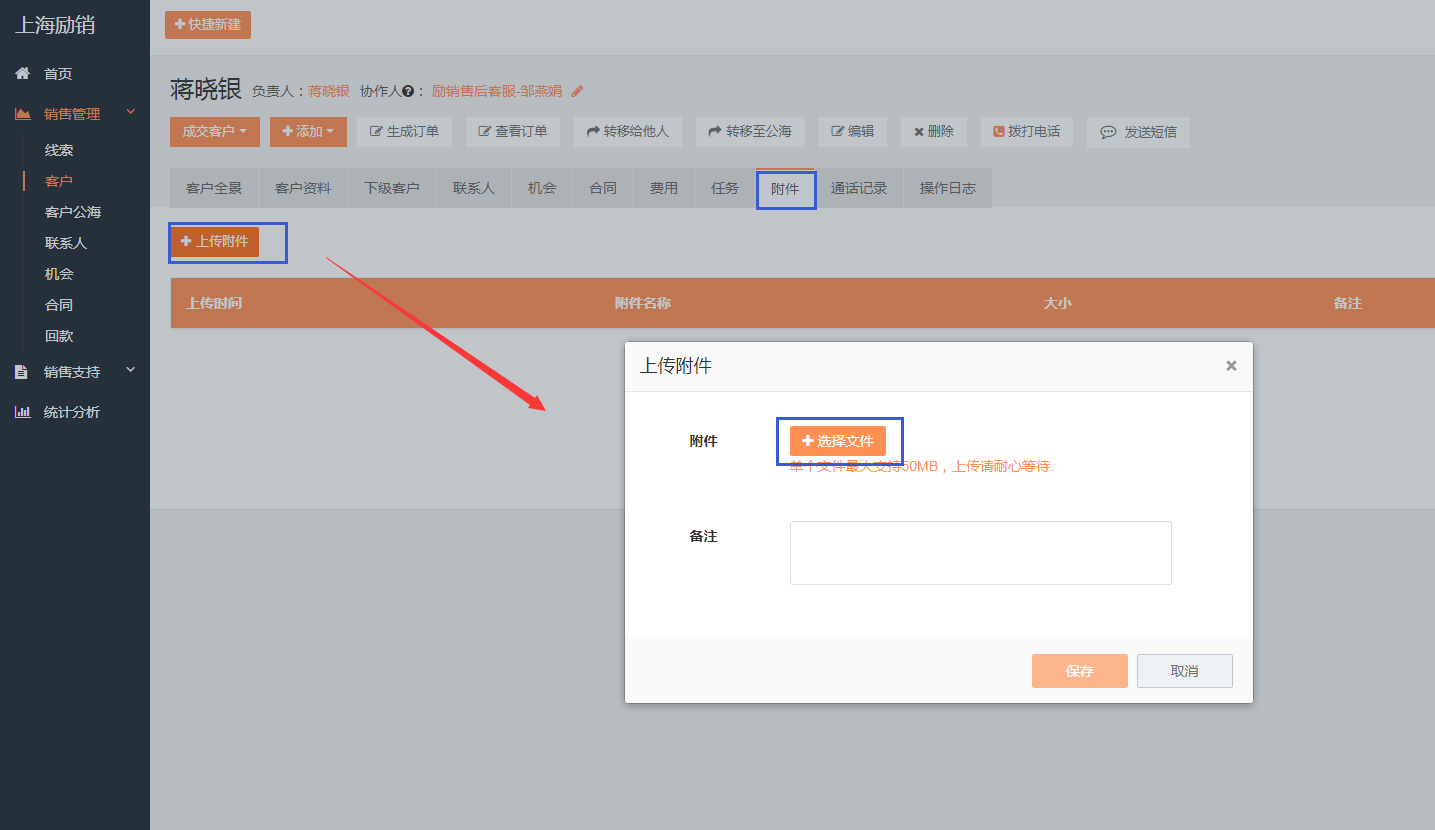 上海励销
首页
销售管理
线索
客户
客户公海
联系人
机会
合同
回款
销售支持
统计分析
快捷新建
蒋晓银 负责人：蒋晓银 协作人?： 励销售后客服-邹燕娟
成交客户 添加 生成订单 查看订单 转移给他人 转移至公海 编辑 删除 拨打电话 发送短信
客户全景 客户资料 下级客户 联系人 机会 合同 费用 任务 附件 通话记录 操作日志
上传附件
上传时间 附件名称 大小 备注
上传附件 ×
附件 选择文件
单个文件最大支持50MB，上传请耐心等待.
备注
保存 取消